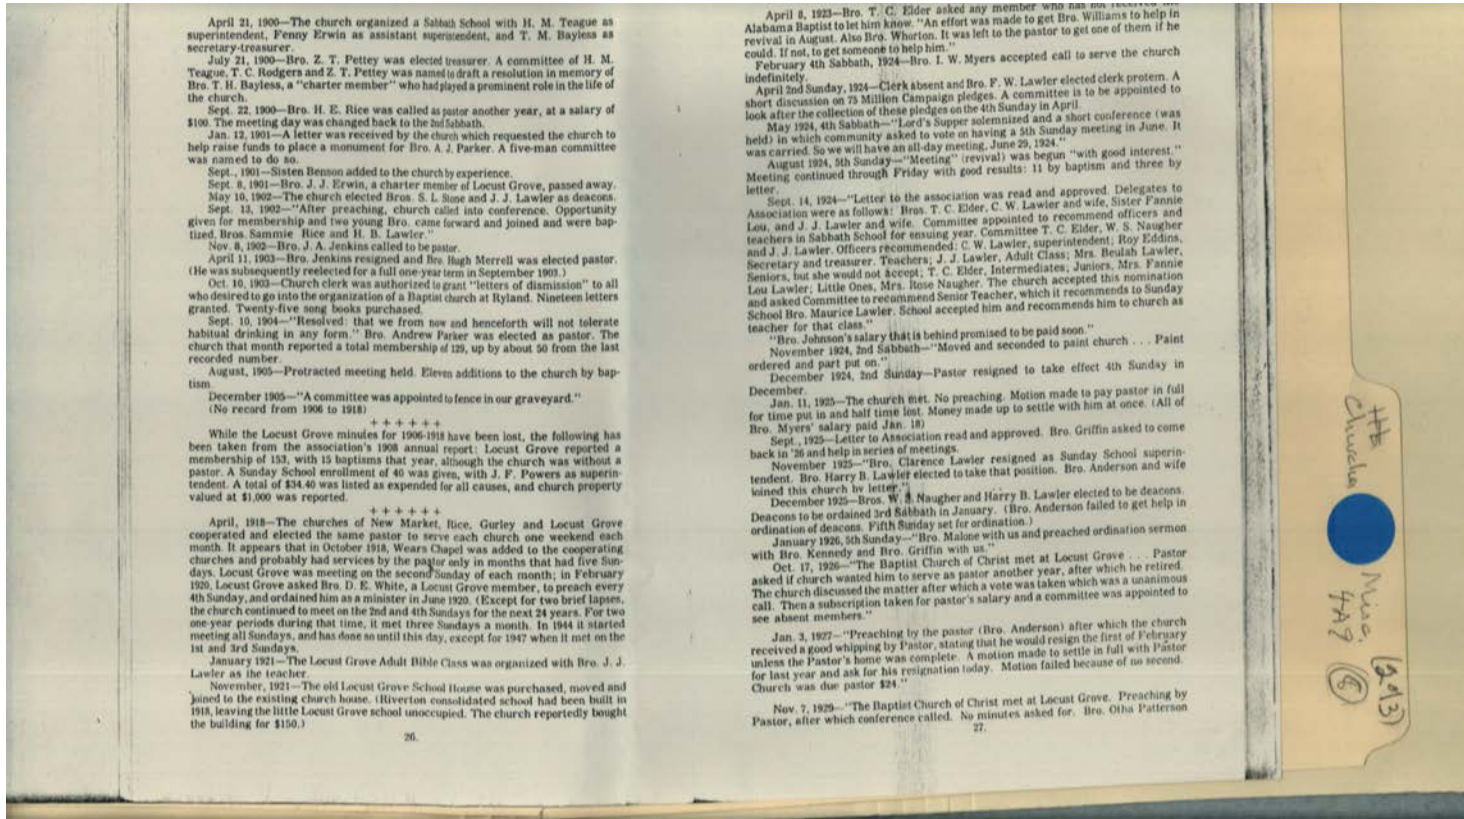 April 21, 1900—The church organized a Sabbath School with H. M. Teague as
superintendent, Fenny Erwin as assistant superintendent, and T. M. Bayless as
secretary-treasurer.
July 21, 1900—Bro. Z. T. Pettey was elected treasurer. A committee of H. M.
Teague, T. C. Rodgers and Z. T. Pettey was named to draft a resolution in memory of
Bro. T. H. Bayless, a "charter member" who had played a prominent role in the life of
the church.
Sept. 22, 1900—Bro. H. E. Rice was called as pastor another year, at a salary of
$100. The meeting day was changed back to the 2nd Sabbath.
Jan. 12, 1901—A letter was received by the church which requested the church to
help raise funds to place a monument for Bro. A. J. Parker. A five-man committee
was named to do so.
Sept., 1901—Sisten Benson added to the church by experience.
Sept. 8, 1901—Bro. J. J. Erwin, a charter member of Locust Grove, passed away.
May 10, 1902—The church elected Bros. S. L. Stone and J. J. Lawler as deacons.
Sept. 13, 1902—"After preaching, church called into conference. Opportunity
given for membership and two young Bro. came forward and joined and were bap-
tized, Bros. Sammie Rice and H. B. Lawler."
Nov. 8, 1902—Bro. J. A. Jenkins called to be pastor.
April 11, 1903—Bro. Jenkins resigned and Bro. Hugh Merrell was elected pastor.
(He was subsequently reelected for a full one-year term in September 1903.)
Oct. 10, 1903—Church clerk was authorized to grant "letters of dismission" to all
who desired to go into the organization of a Baptist church at Ryland. Nineteen letters
granted. Twenty-five song books purchased.
Sept. 10, 1904—"Resolved: that we from now and henceforth will not tolerate
habitual drinking in any form." Bro. Andrew Parker was elected as pastor. The
church that month reported a total membership of 129, up by about 50 from the last
recorded number.
August, 1905—Protracted meeting held. Eleven additions to the church by bap-
tism.
December 1905—"A committee was appointed to fence in our graveyard."
(No record from 1906 to 1918)
+ + + + + +
While the Locust Grove minutes for 1906-1918 have been lost, the following has
been taken from the association's 1908 annual report: Locust Grove reported a
membership of 153, with 15 baptisms that year, although the church was without a
pastor. A Sunday School enrollment of 40 was given, with J. F. Powers as superin-
tendent. A total of $34.40 was listed as expended for all causes, and church property
valued at $1,000 was reported.
+ + + + + +
April, 1918—The churches of New Market, Rice, Gurley and Locust Grove
cooperated and elected the same pastor to serve each church one weekend each
month. It appears that in October 1918, Wears Chapel was added to the cooperating
churches and probably had services by the pastor only in months that had five Sun-
days. Locust Grove was meeting on the second Sunday of each month; in February
1920, Locust Grove asked Bro. D. E. White, a Locust Grove member, to preach every
4th Sunday, and ordained him as a minister in June 1920. (Except for two brief lapses,
the church continued to meet on the 2nd and 4th Sundays for the next 24 years. For two
one-year periods during that time, it met three Sundays a month. In 1944 it started
meeting all Sundays, and has done so until this day, except for 1947 when it met on the
1st and 3rd Sundays.
January 1921—The Locust Grove Adult Bible Class was organized with Bro. J. J.
Lawler as the teacher.
November, 1921—The old Locust Grove School House was purchased, moved and
joined to the existing church house. (Riverton consolidated school had been built in
1918, leaving the little Locust Grove school unoccupied. The church reportedly bought
the building for $150.)
26.
April 8, 1923—Bro. T. C. Elder asked any member who has not received the
Alabama Baptist to let him know. "An effort was made to get Bro. Williams to help in
revival in August. Also Bro. Whorton. It was left to the pastor to get one of them if he
could. If not, to get someone to help him."
February 4th Sabbath, 1924—Bro. I. W. Myers accepted call to serve the church
indefinitely.
April 2nd Sunday, 1924—Clerk absent and Bro. F. W. Lawler elected clerk protem. A
short discussion on 75 Million Campaign pledges. A committee is to be appointed to
look after the collection of these pledges on the 4th Sunday in April.
May 1924, 4th Sabbath—"Lord's Supper solemnized and a short conference (was
held) in which community asked to vote on having a 5th Sunday meeting in June. It
was carried. So we will have an all-day meeting, June 29, 1924."
August 1924, 5th Sunday—"Meeting" (revival) was begun "with good interest."
Meeting continued through Friday with good results: 11 by baptism and three by
letter.
Sept. 14, 1924—"Letter to the association was read and approved. Delegates to
Association were as follows: Bros. T. C. Elder, C. W. Lawler and wife, Sister Fannie
Lou, and J. J. Lawler and wife. Committee appointed to recommend officers and
teachers in Sabbath School for ensuing year. Committee T. C. Elder, W. S. Naugher
and J. J. Lawler. Officers recommended: C. W. Lawler, superintendent; Roy Eddins,
Secretary and treasurer. Teachers; J. J. Lawler, Adult Class; Mrs. Beulah Lawler,
Seniors, but she would not accept; T. C. Elder, Intermediates; Juniors, Mrs. Fannie
Lou Lawler; Little Ones, Mrs. Rose Naugher. The church accepted this nomination
and asked Committee to recommend Senior Teacher, which it recommends to Sunday
School Bro. Maurice Lawler. School accepted him and recommends him to church as
teacher for that class."
"Bro. Johnson's salary that is behind promised to be paid soon."
November 1924, 2nd Sabbath—"Moved and seconded to paint church . . . Paint
ordered and part put on."
December 1924, 2nd Sunday—Pastor resigned to take effect 4th Sunday in
December.
Jan. 11, 1925—The church met. No preaching. Motion made to pay pastor in full
for time put in and half time lost. Money made up to settle with him at once. (All of
Bro. Myers' salary paid Jan. 18)
Sept., 1925—Letter to Association read and approved. Bro. Griffin asked to come
back in '26 and help in series of meetings.
November 1925—"Bro. Clarence Lawler resigned as Sunday School superin-
tendent. Bro. Harry B. Lawler elected to take that position. Bro. Anderson and wife
joined this church by letter."
December 1925—Bros. W. S. Naugher and Harry B. Lawler elected to be deacons.
Deacons to be ordained 3rd Sabbath in January. (Bro. Anderson failed to get help in
ordination of deacons. Fifth Sunday set for ordination.)
January 1926, 5th Sunday—"Bro. Malone with us and preached ordination sermon
with Bro. Kennedy and Bro. Griffin with us."
Oct. 17, 1926—"The Baptist Church of Christ met at Locust Grove . . . Pastor
asked if church wanted him to serve as pastor another year, after which he retired.
The church discussed the matter after which a vote was taken which was a unanimous
call. Then a subscription taken for pastor's salary and a committee was appointed to
see absent members."
Jan. 3, 1927—"Preaching by the pastor (Bro. Anderson) after which the church
received a good whipping by Pastor, stating that he would resign the first of February
unless the Pastor's home was complete. A motion made to settle in full with Pastor
for last year and ask for his resignation today. Motion failed because of no second.
Church was due pastor $24."
Nov. 7, 1929—"The Baptist Church of Christ met at Locust Grove. Preaching by
Pastor, after which conference called. No minutes asked for. Bro. Otha Patterson
27.
Misc. (293)
4A9 (8)